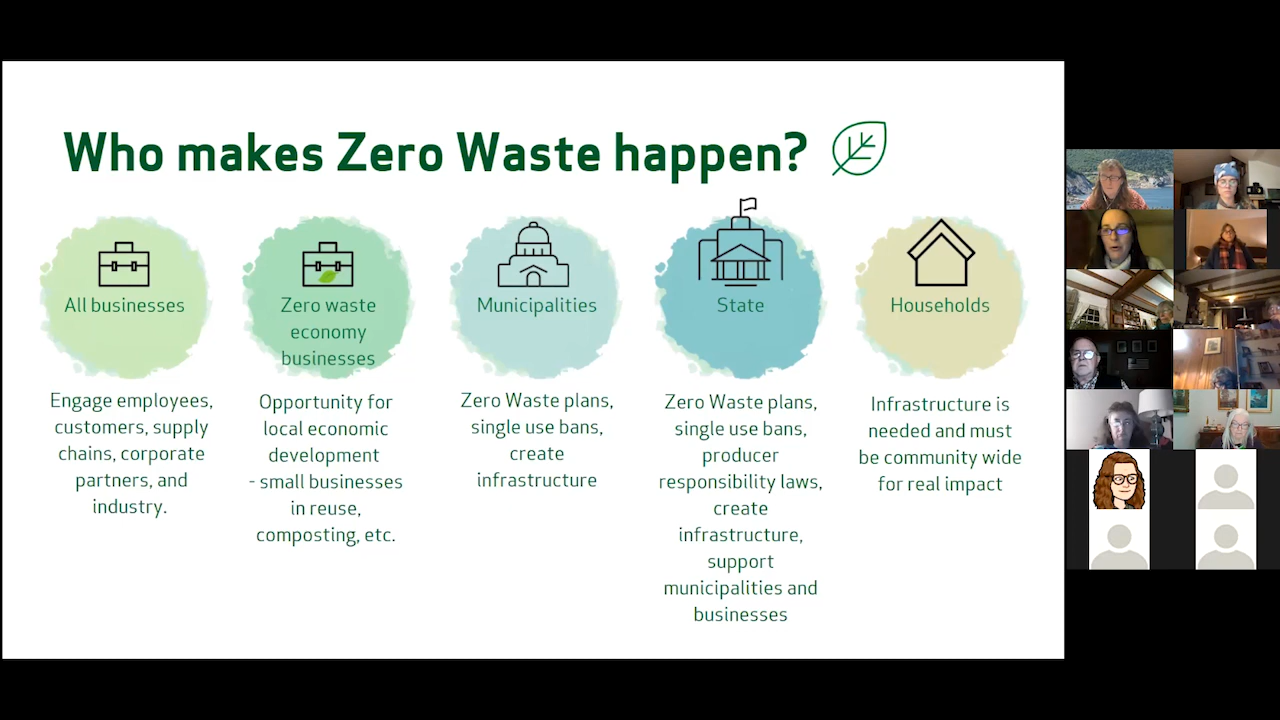 Who makes Zero Waste happen?
All businesses
Engage employees,
customers, supply
chains, corporate
partners, and
industry.
Zero waste
economy
businesses
Opportunity for
local economic
development
- small businesses
in reuse,
composting, etc.
Municipalities
Zero Waste plans,
single use bans,
create
infrastructure
State
Zero Waste plans,
single use bans,
producer
responsibility laws,
create
infrastructure,
support
municipalities and
businesses
Households
Infrastructure is
needed and must
be community wide
for real impact